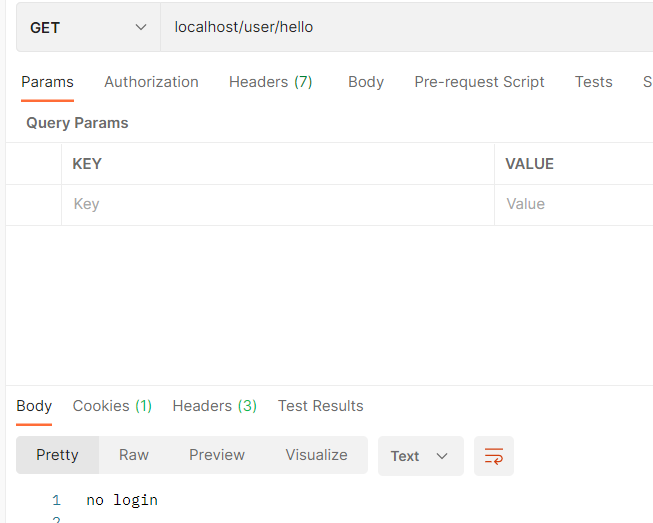 GET localhost/user/hello
Params Authorization Headers (7) Body Pre-request Script Tests S
Query Params
KEY VALUE
Key Value
Body Cookies (1) Headers (3) Test Results
Pretty Raw Preview Visualize Text
1 no login
2